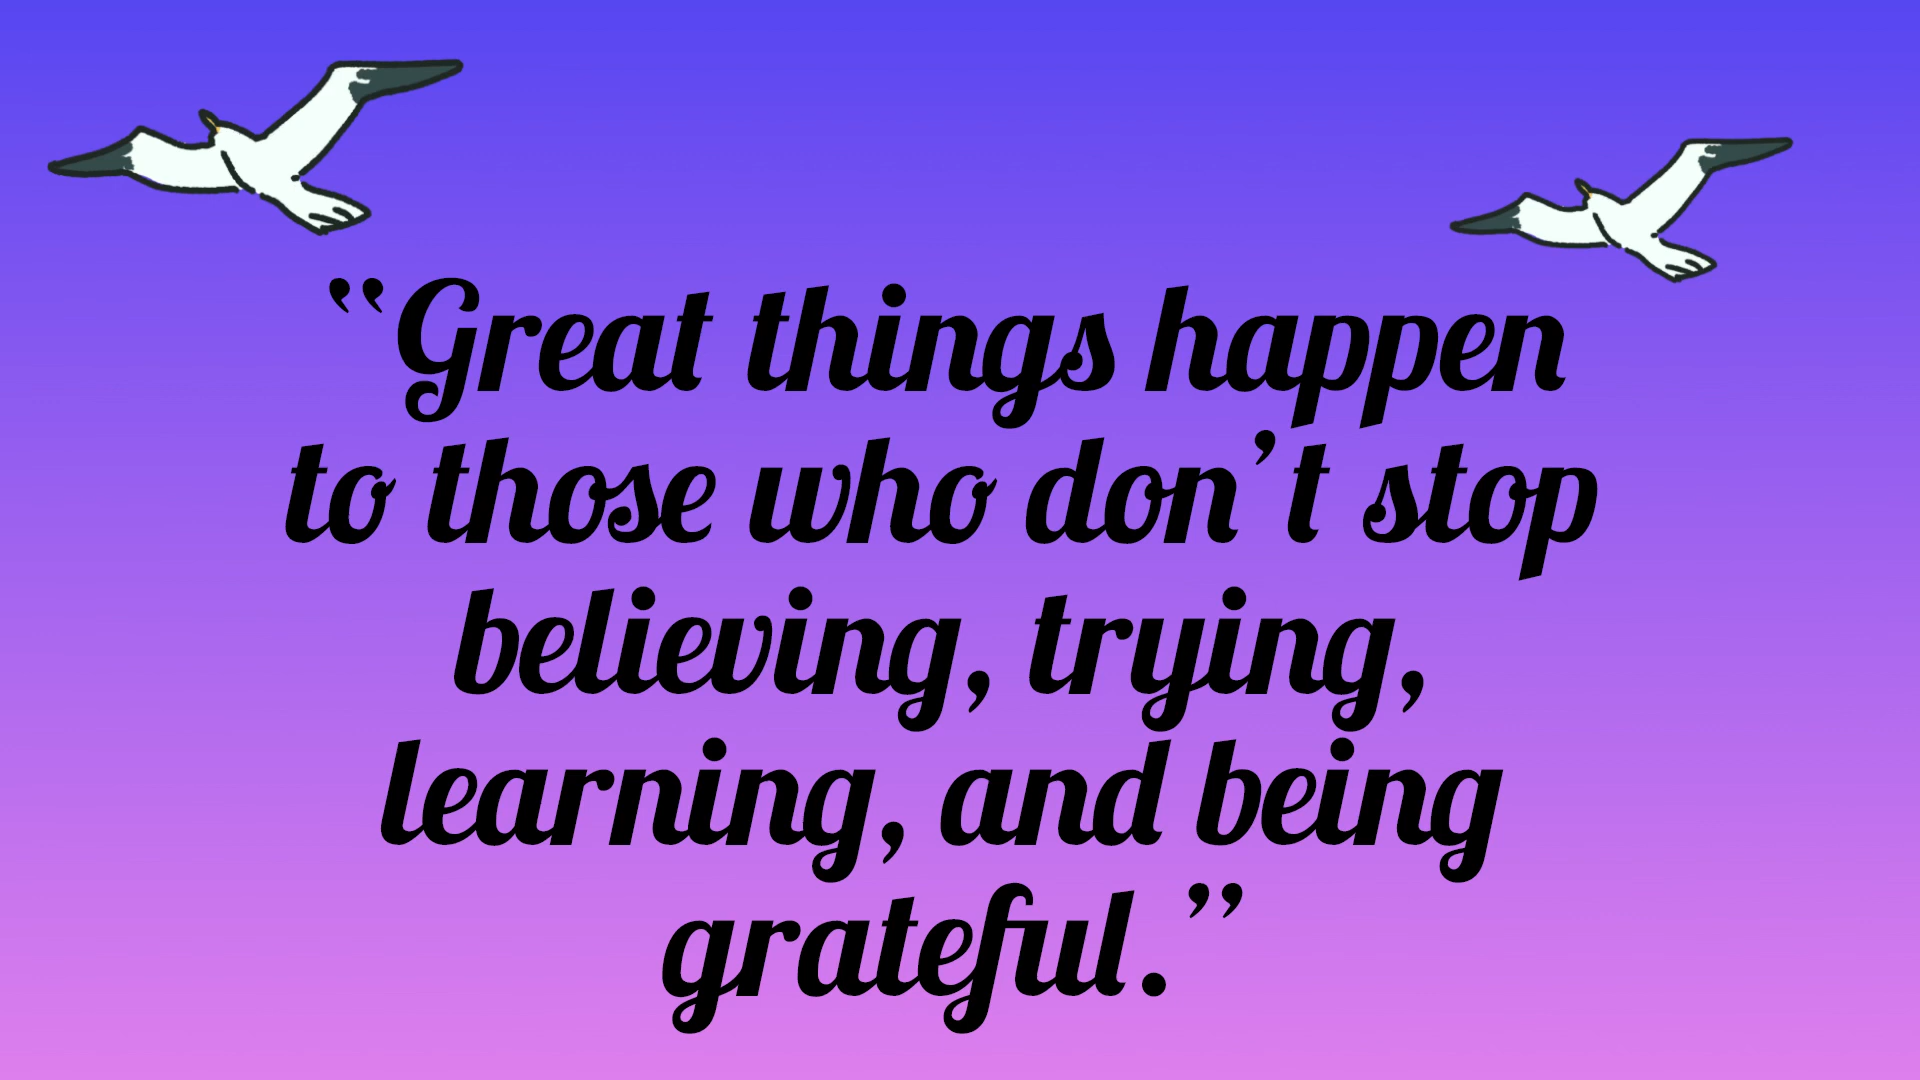 “Great things happen
to those who don’t stop
believing, trying,
learning, and being
grateful.”